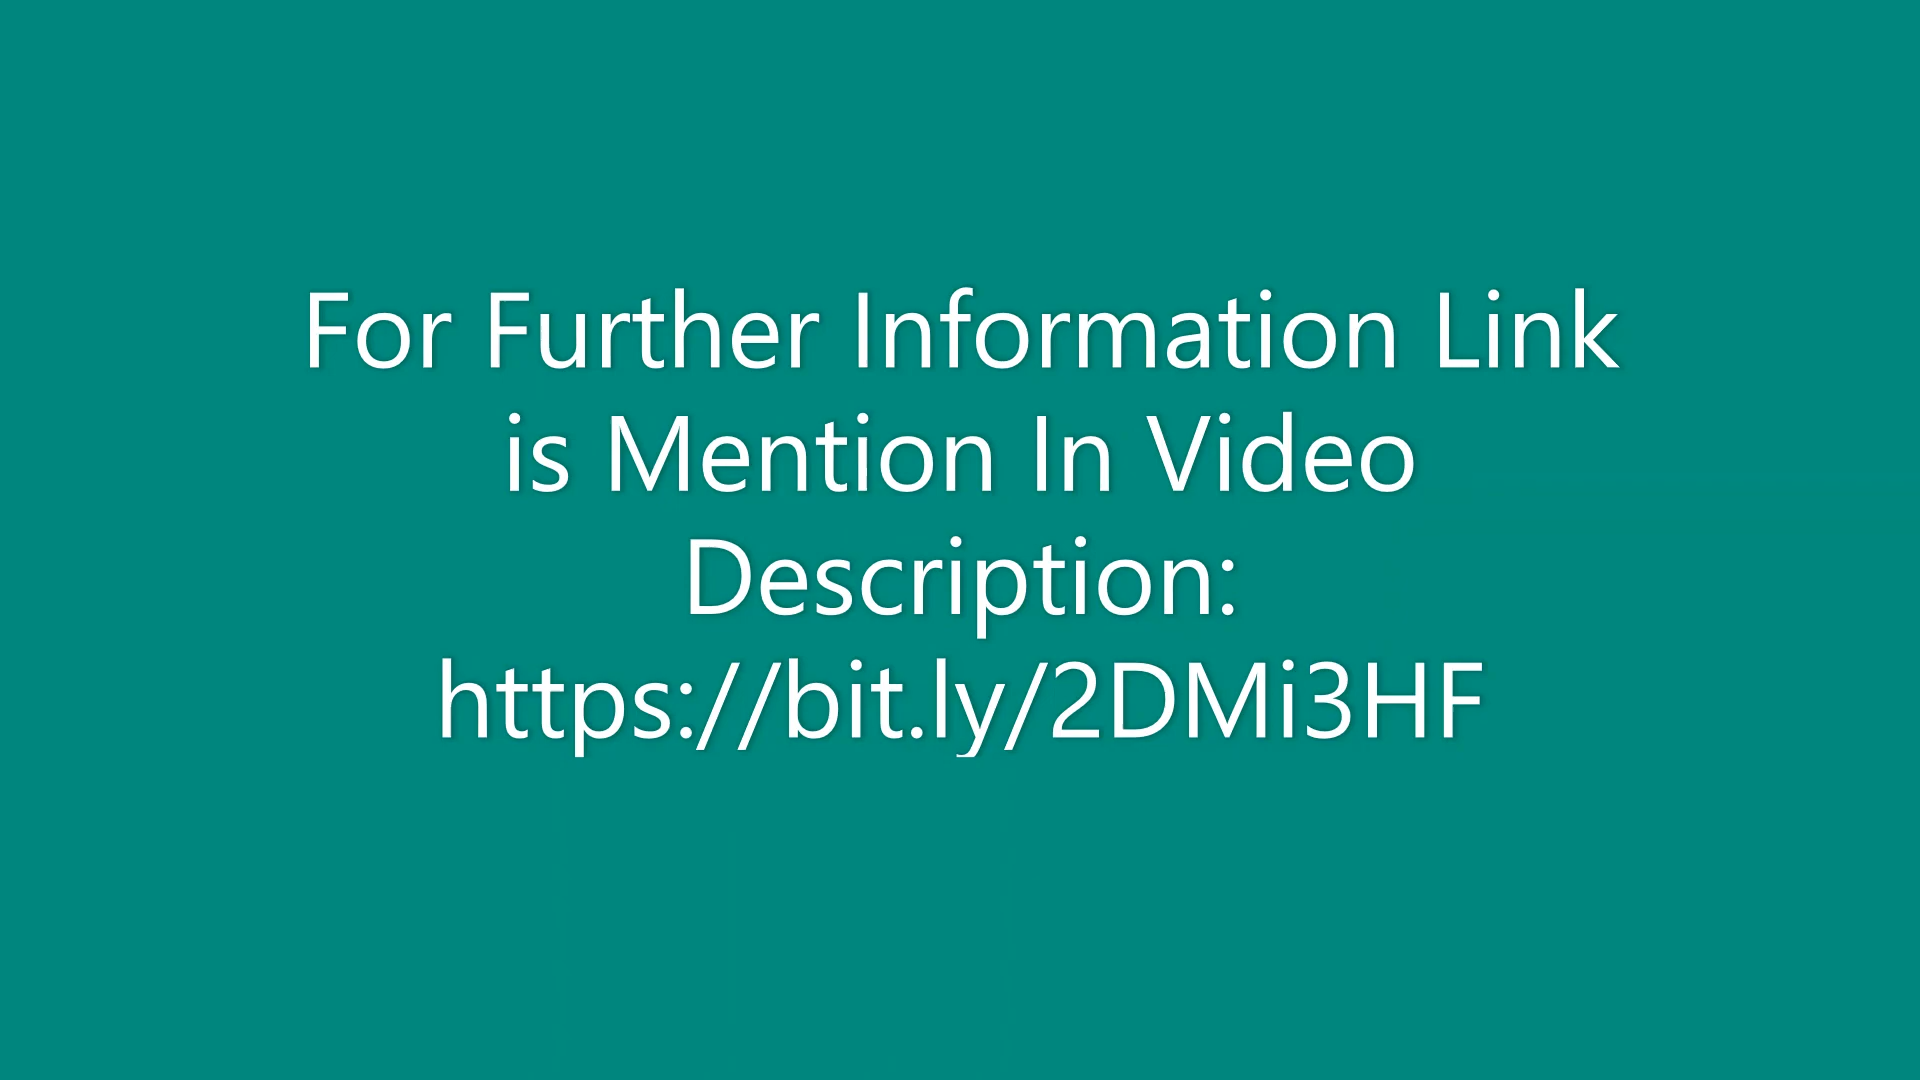 For Further Information Link
is Mention In Video
Description:
https://bit.ly/2DMi3HF